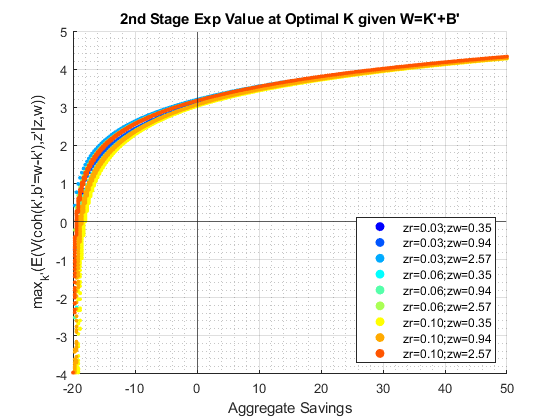 2nd Stage Exp Value at Optimal K given W=K'+B'
max_k'(E(V(coh(k',b'=w-k'),z'|z,w))
5
4
3
2
1
0
-1
-2
-3
-4
-20
-10
0
10
20
30
40
50
Aggregate Savings
zr=0.03;zw=0.35
zr=0.03;zw=0.94
zr=0.03;zw=2.57
zr=0.06;zw=0.35
zr=0.06;zw=0.94
zr=0.06;zw=2.57
zr=0.10;zw=0.35
zr=0.10;zw=0.94
zr=0.10;zw=2.57